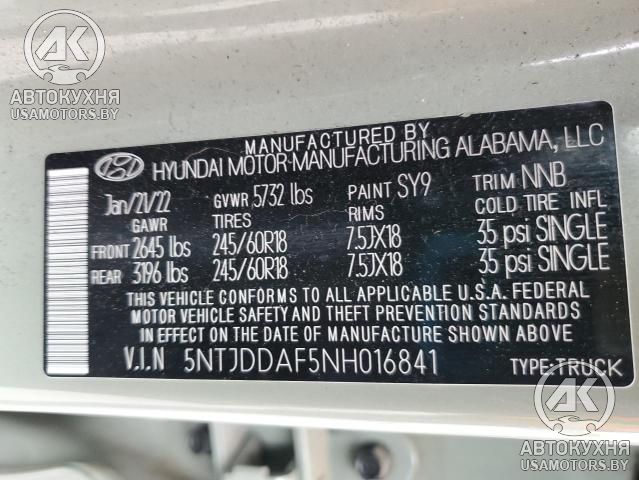 AK
АВТОКУХНЯ
USAMOTORS.BY
MANUFACTURED BY
HYUNDAI MOTOR MANUFACTURING ALABAMA, LLC
Jan/21/22 GVWR 5732 lbs PAINT SY9 TRIM NNB
GAWR TIRES RIMS COLD TIRE INFL
FRONT 2645 lbs 245/60R18 7.5JX18 35 psi SINGLE
REAR 3196 lbs 245/60R18 7.5JX18 35 psi SINGLE
THIS VEHICLE CONFORMS TO ALL APPLICABLE U.S.A. FEDERAL
MOTOR VEHICLE SAFETY AND THEFT PREVENTION STANDARDS
IN EFFECT ON THE DATE OF MANUFACTURE SHOWN ABOVE.
V.I.N 5NTJDDAF5NH016841 TYPE:TRUCK
AK
АВТОКУХНЯ
USAMOTORS.BY